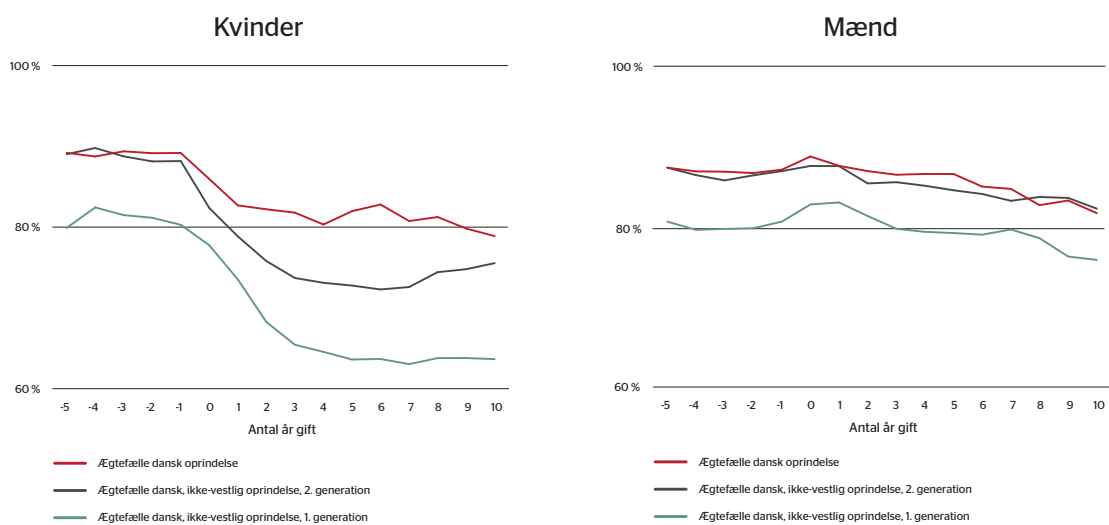 Kvinder
100 %
80 %
60 %
-5 -4 -3 -2 -1 0 1 2 3 4 5 6 7 8 9 10
Antal år gift
Ægtefælle dansk oprindelse
Ægtefælle dansk, ikke-vestlig oprindelse, 2. generation
Ægtefælle dansk, ikke-vestlig oprindelse, 1. generation
Mænd
100 %
80 %
60 %
-5 -4 -3 -2 -1 0 1 2 3 4 5 6 7 8 9 10
Antal år gift
Ægtefælle dansk oprindelse
Ægtefælle dansk, ikke-vestlig oprindelse, 2. generation
Ægtefælle dansk, ikke-vestlig oprindelse, 1. generation